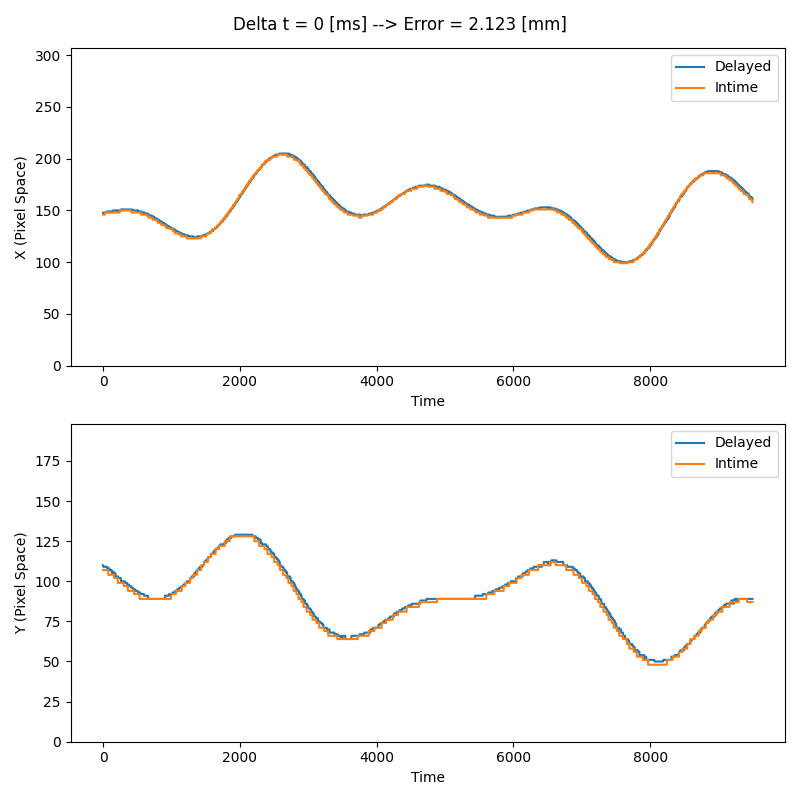 Delta t = 0 [ms] --> Error = 2.123 [mm]
300
250
200
150
100
50
0
X (Pixel Space)
Delayed
Intime
0 2000 4000 6000 8000
Time
175
150
125
100
75
50
25
0
Y (Pixel Space)
Delayed
Intime
0 2000 4000 6000 8000
Time